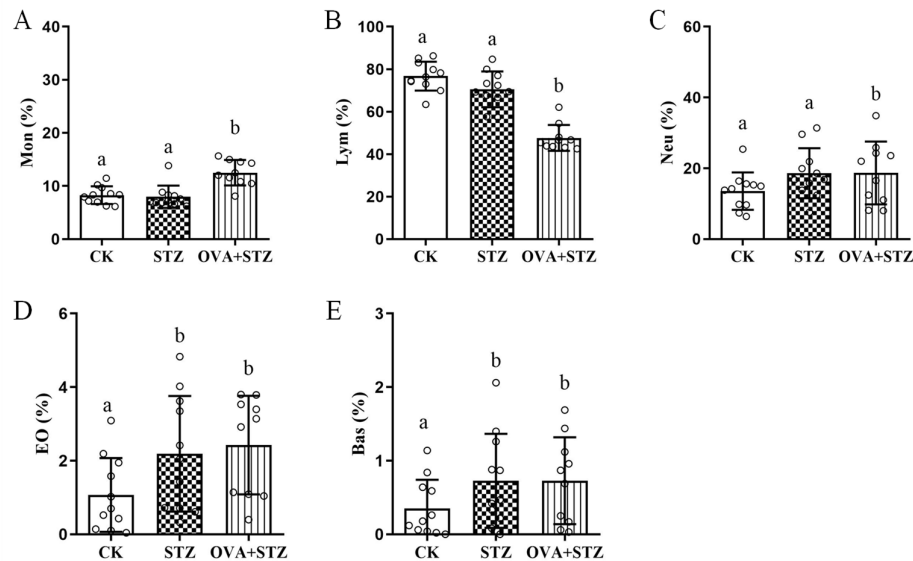 A
Mon (%)
40
30
20
10
0
a
a
b
CK
STZ
OVA+STZ
B
Lym (%)
100
80
60
40
20
0
a
a
b
CK
STZ
OVA+STZ
C
Neu (%)
60
40
20
0
a
a
b
CK
STZ
OVA+STZ
D
EO (%)
6
4
2
0
a
b
b
CK
STZ
OVA+STZ
E
Bas (%)
3
2
1
0
a
b
b
CK
STZ
OVA+STZ